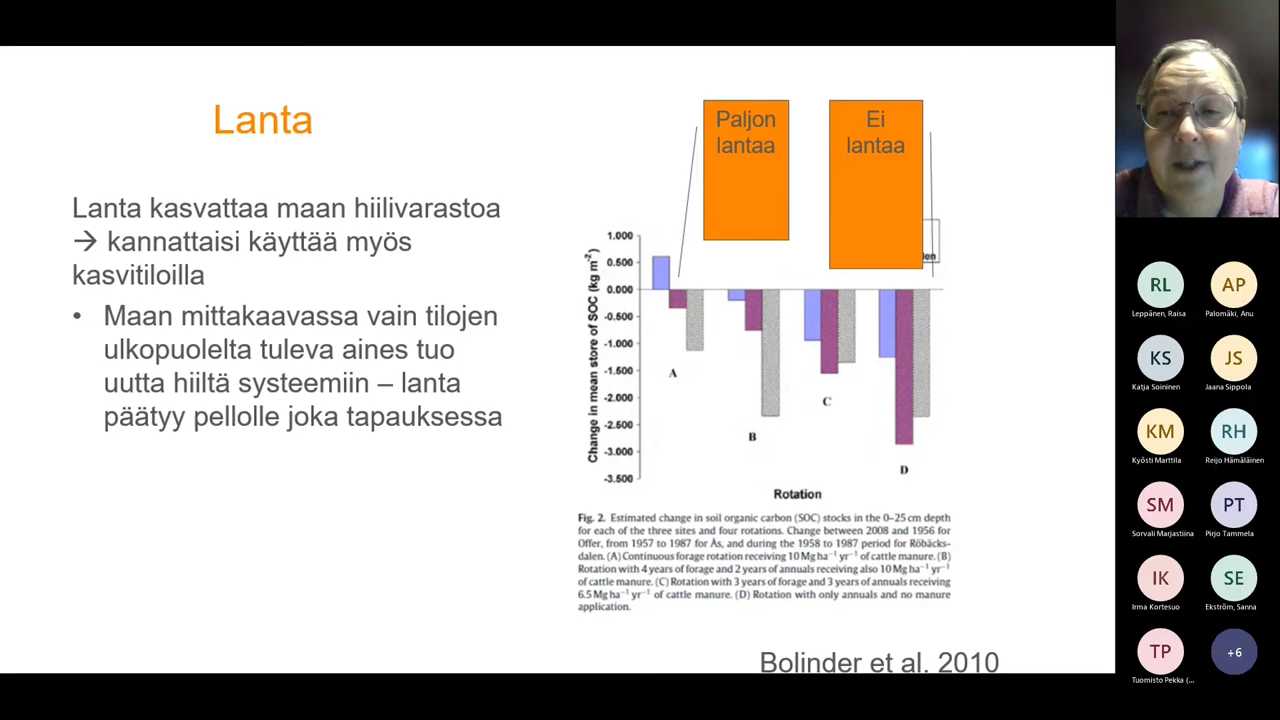 Lanta
Lanta kasvattaa maan hiilivarastoa
→ kannattaisi käyttää myös
kasvitiloilla
• Maan mittakaavassa vain tilojen
ulkopuolelta tuleva aines tuo
uutta hiiltä systeemiin – lanta
päätyy pellolle joka tapauksessa
Paljon
lantaa
Ei
lantaa
len
Change in mean store of SOC (kg m⁻²)
1.000
0.500
0.000
-0.500
-1.000
-1.500
-2.000
-2.500
-3.000
-3.500
A
B
C
D
Rotation
Fig. 2. Estimated change in soil organic carbon (SOC) stocks in the 0–25 cm depth
for each of the three sites and four rotations. Change between 2008 and 1956 for
Offer, from 1957 to 1987 for Ås, and during the 1958 to 1987 period for Röbäcks-
dalen. (A) Continuous forage rotation receiving 10 Mg ha⁻¹ yr⁻¹ of cattle manure. (B)
Rotation with 4 years of forage and 2 years of annuals receiving also 10 Mg ha⁻¹ yr⁻¹
of cattle manure. (C) Rotation with 3 years of forage and 3 years of annuals receiving
6.5 Mg ha⁻¹ yr⁻¹ of cattle manure. (D) Rotation with only annuals and no manure
application.
Bolinder et al. 2010
RL
Leppänen, Raisa
AP
Palomäki, Anu
KS
Katja Soininen
JS
Jaana Sippola
KM
Kyösti Marttila
RH
Reijo Hämäläinen
SM
Sorvali Marjastiina
PT
Pirjo Tammela
IK
Irma Kortesuo
SE
Ekström, Sanna
TP
Tuomisto Pekka (...
+6